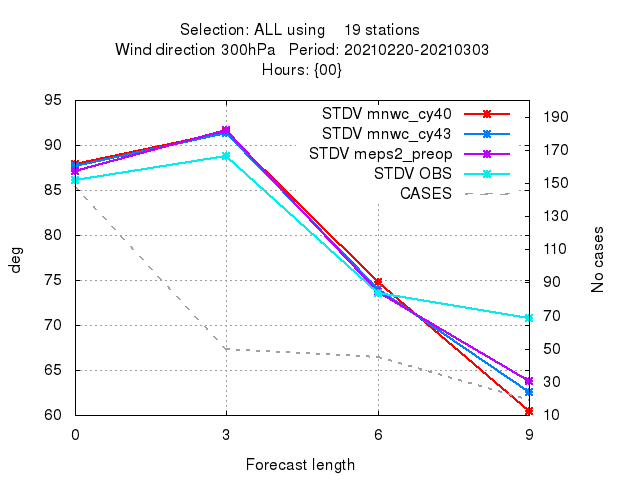 Selection: ALL using 19 stations
Wind direction 300hPa Period: 20210220-20210303
Hours: {00}
STDV mnwc_cy40
STDV mnwc_cy43
STDV meps2_preop
STDV OBS
CASES
95
90
85
80
75
70
65
60
deg
190
170
150
130
110
90
70
50
30
10
No cases
0 3 6 9
Forecast length